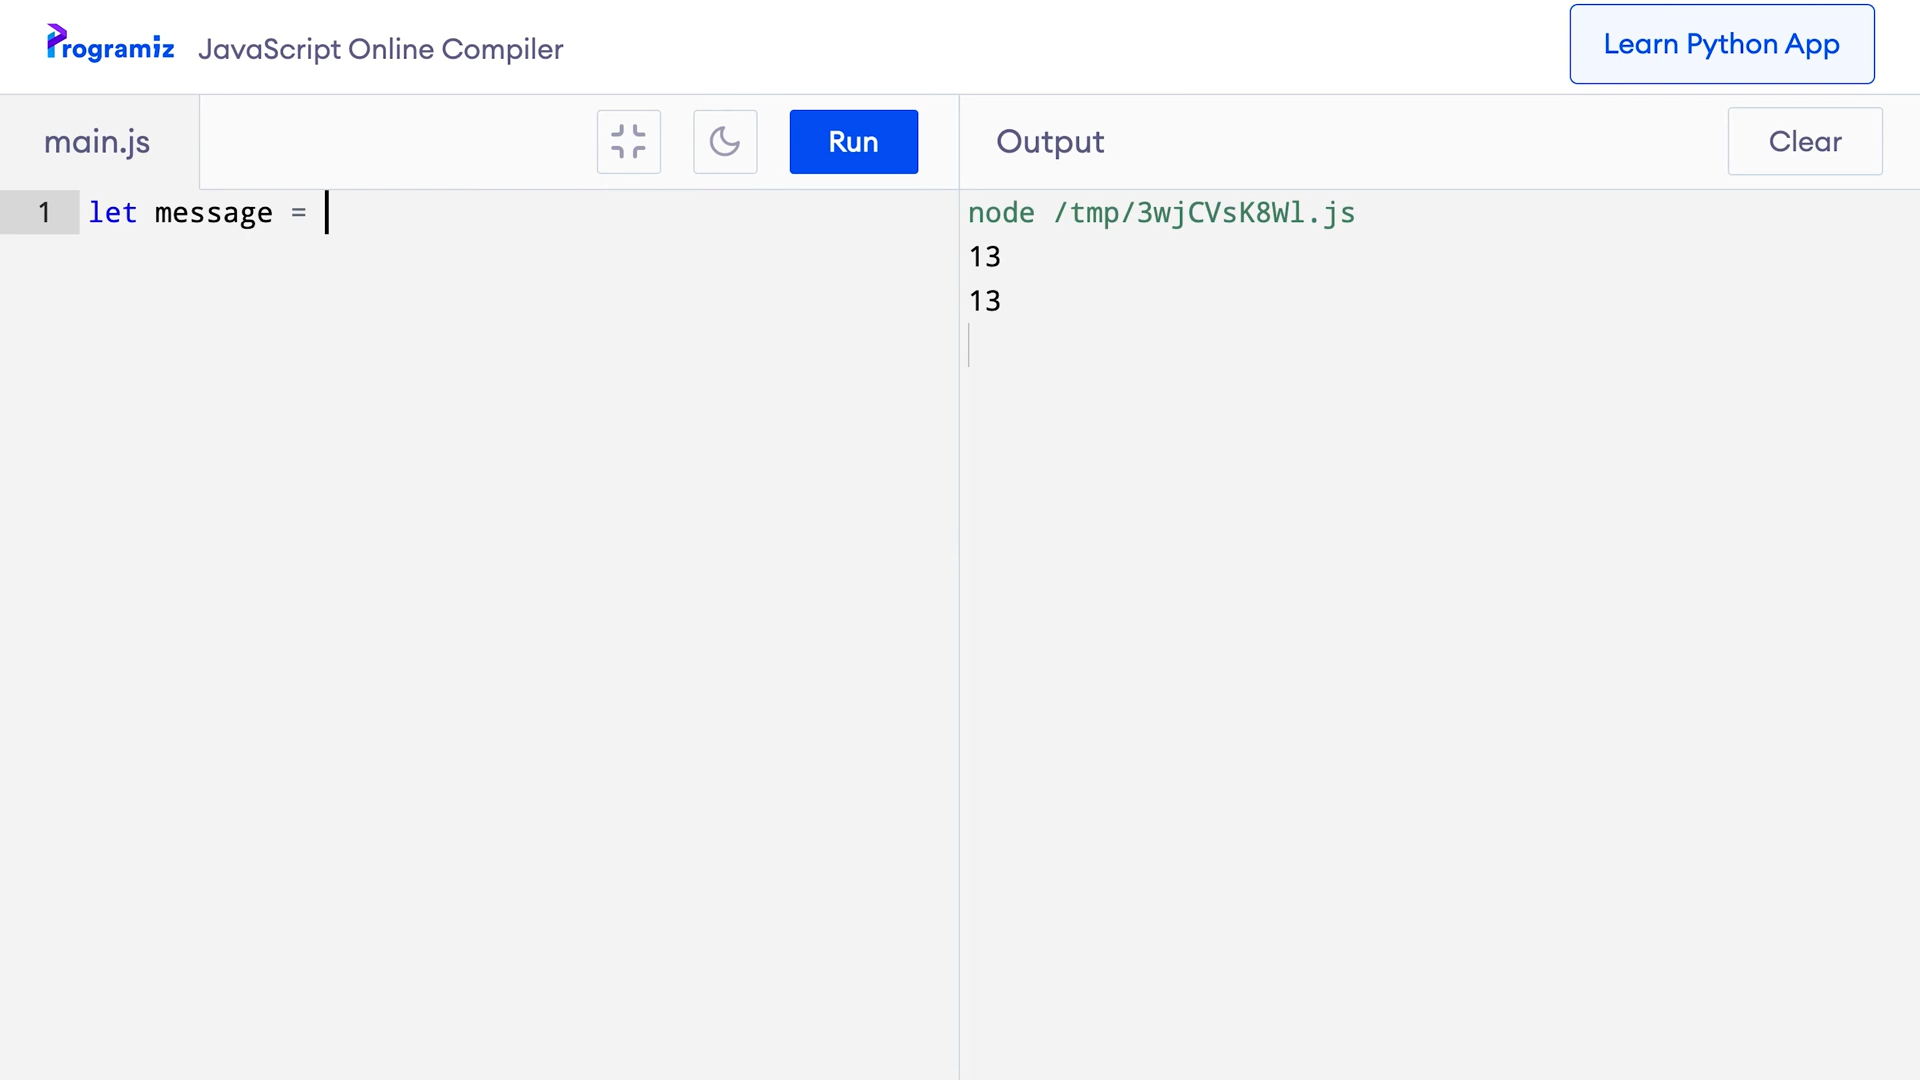 Programiz JavaScript Online Compiler
Learn Python App
main.js
Run
Output
Clear
1 let message =
node /tmp/3wjCVsK8Wl.js
13
13